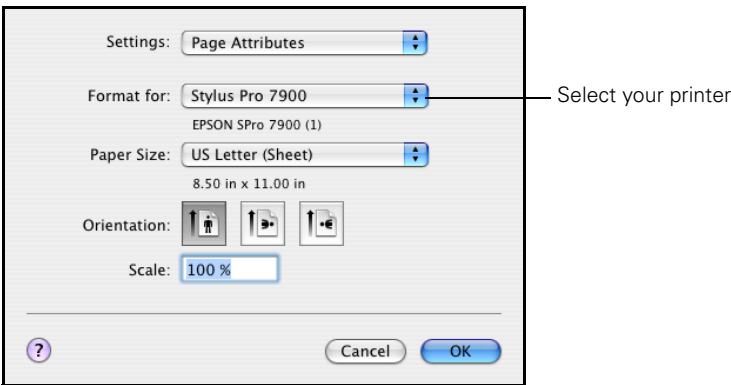 Settings: Page Attributes
Format for: Stylus Pro 7900
Select your printer
EPSON SPro 7900 (1)
Paper Size: US Letter (Sheet)
8.50 in x 11.00 in
Orientation:
Scale: 100 %
?
Cancel OK